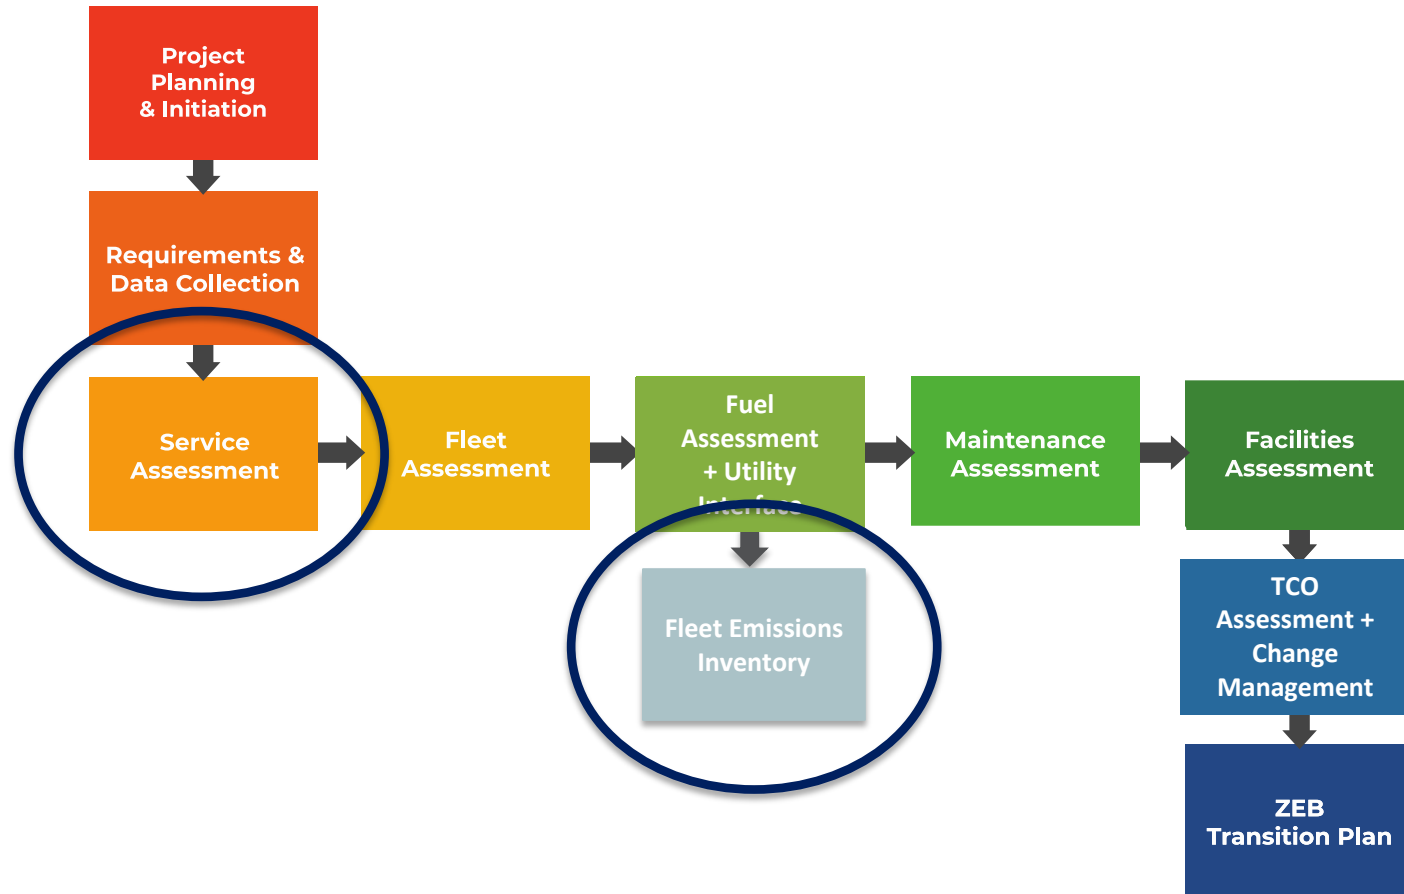 Project
Planning
& Initiation
Requirements &
Data Collection
Service
Assessment
Fleet
Assessment
Fuel
Assessment
+ Utility
Interface
Maintenance
Assessment
Facilities
Assessment
Fleet Emissions
Inventory
TCO
Assessment +
Change
Management
ZEB
Transition Plan